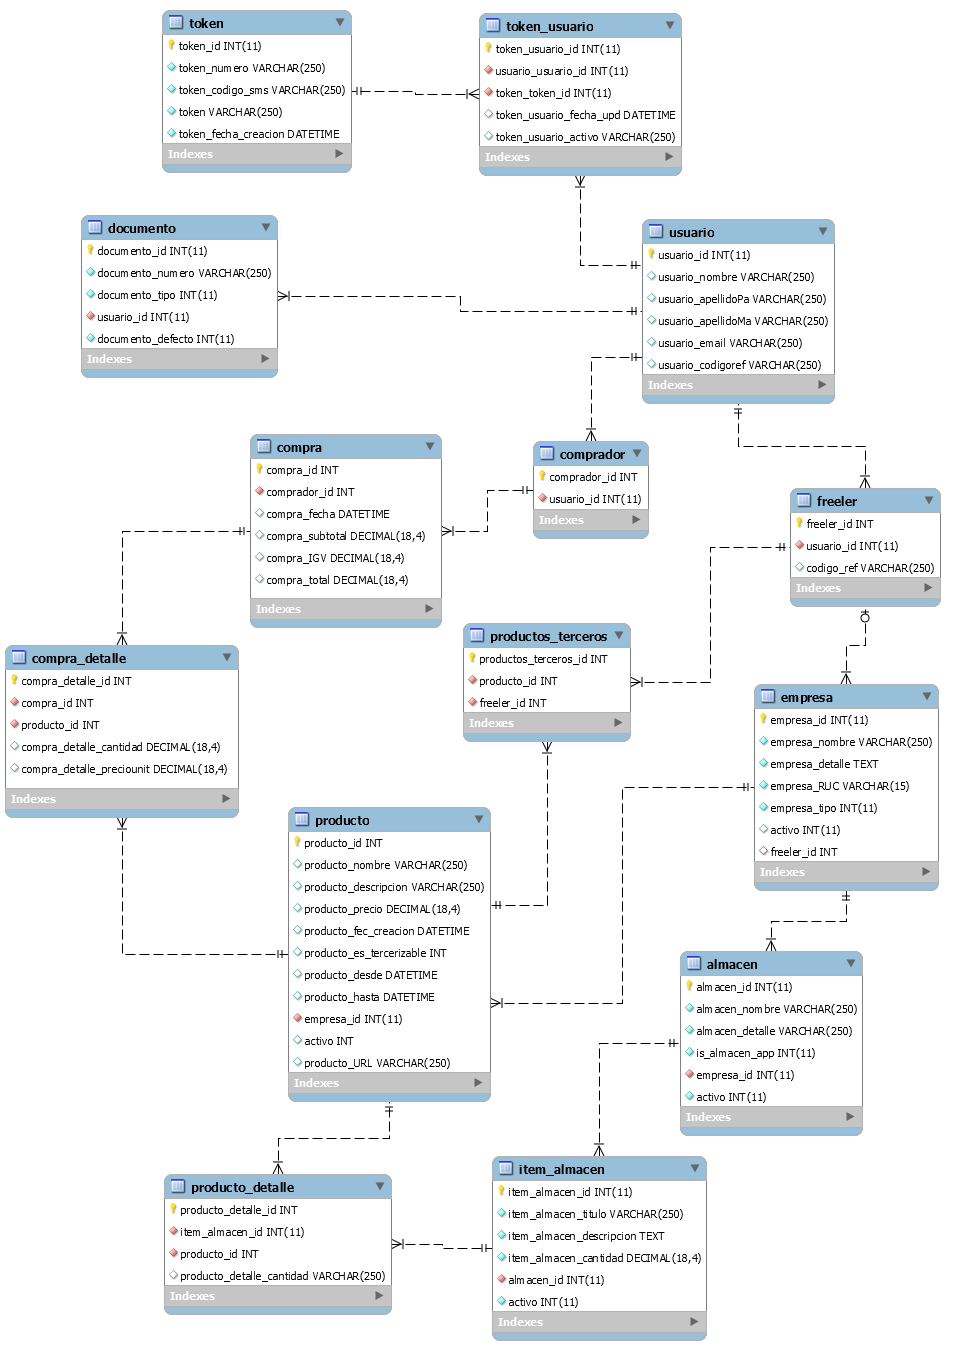 token
token_id INT(11)
token_numero VARCHAR(250)
token_codigo_sms VARCHAR(250)
token VARCHAR(250)
token_fecha_creacion DATETIME
Indexes
token_usuario
token_usuario_id INT(11)
usuario_usuario_id INT(11)
token_token_id INT(11)
token_usuario_fecha_upd DATETIME
token_usuario_activo VARCHAR(250)
Indexes
documento
documento_id INT(11)
documento_numero VARCHAR(250)
documento_tipo INT(11)
usuario_id INT(11)
documento_defecto INT(11)
Indexes
usuario
usuario_id INT(11)
usuario_nombre VARCHAR(250)
usuario_apellidoPa VARCHAR(250)
usuario_apellidoMa VARCHAR(250)
usuario_email VARCHAR(250)
usuario_codigoref VARCHAR(250)
Indexes
compra
compra_id INT
comprador_id INT
compra_fecha DATETIME
compra_subtotal DECIMAL(18,4)
compra_IGV DECIMAL(18,4)
compra_total DECIMAL(18,4)
Indexes
comprador
comprador_id INT
usuario_id INT(11)
Indexes
freeler
freeler_id INT
usuario_id INT(11)
codigo_ref VARCHAR(250)
Indexes
compra_detalle
compra_detalle_id INT
compra_id INT
producto_id INT
compra_detalle_cantidad DECIMAL(18,4)
compra_detalle_preciounit DECIMAL(18,4)
Indexes
productos_terceros
productos_terceros_id INT
producto_id INT
freeler_id INT
Indexes
empresa
empresa_id INT(11)
empresa_nombre VARCHAR(250)
empresa_detalle TEXT
empresa_RUC VARCHAR(15)
empresa_tipo INT(11)
activo INT(11)
freeler_id INT
Indexes
producto
producto_id INT
producto_nombre VARCHAR(250)
producto_descripcion VARCHAR(250)
producto_precio DECIMAL(18,4)
producto_fec_creacion DATETIME
producto_es_tercerizable INT
producto_desde DATETIME
producto_hasta DATETIME
empresa_id INT(11)
activo INT
producto_URL VARCHAR(250)
Indexes
almacen
almacen_id INT(11)
almacen_nombre VARCHAR(250)
almacen_detalle VARCHAR(250)
is_almacen_app INT(11)
empresa_id INT(11)
activo INT(11)
Indexes
producto_detalle
producto_detalle_id INT
item_almacen_id INT(11)
producto_id INT
producto_detalle_cantidad VARCHAR(250)
Indexes
item_almacen
item_almacen_id INT(11)
item_almacen_titulo VARCHAR(250)
item_almacen_descripcion TEXT
item_almacen_cantidad DECIMAL(18,4)
almacen_id INT(11)
activo INT(11)
Indexes